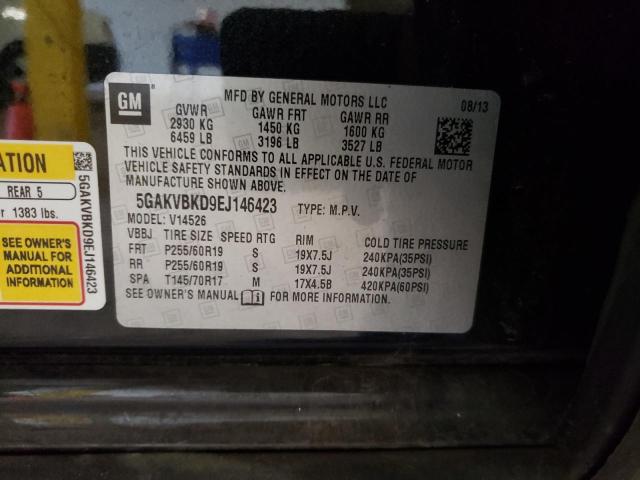 GM
MFD BY GENERAL MOTORS LLC
08/13
GVWR GAWR FRT GAWR RR
2930 KG 1450 KG 1600 KG
6459 LB 3196 LB 3527 LB
THIS VEHICLE CONFORMS TO ALL APPLICABLE U.S. FEDERAL MOTOR
VEHICLE SAFETY STANDARDS IN EFFECT ON THE DATE OF
MANUFACTURE SHOWN ABOVE.
5GAKVBKD9EJ146423 TYPE: M.P.V.
MODEL: V14526
VBBJ TIRE SIZE SPEED RTG RIM COLD TIRE PRESSURE
FRT P255/60R19 S 19X7.5J 240KPA(35PSI)
RR P255/60R19 S 19X7.5J 240KPA(35PSI)
SPA T145/70R17 M 17X4.5B 420KPA(60PSI)
SEE OWNER'S MANUAL FOR MORE INFORMATION.
ATION
REAR 5
r 1383 lbs.
SEE OWNER'S
MANUAL FOR
ADDITIONAL
INFORMATION
5GAKVBKD9EJ146423